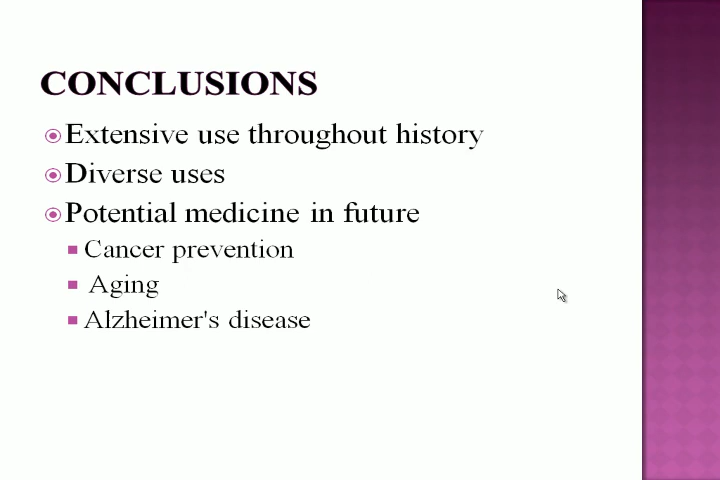 CONCLUSIONS
Extensive use throughout history
Diverse uses
Potential medicine in future
Cancer prevention
Aging
Alzheimer's disease